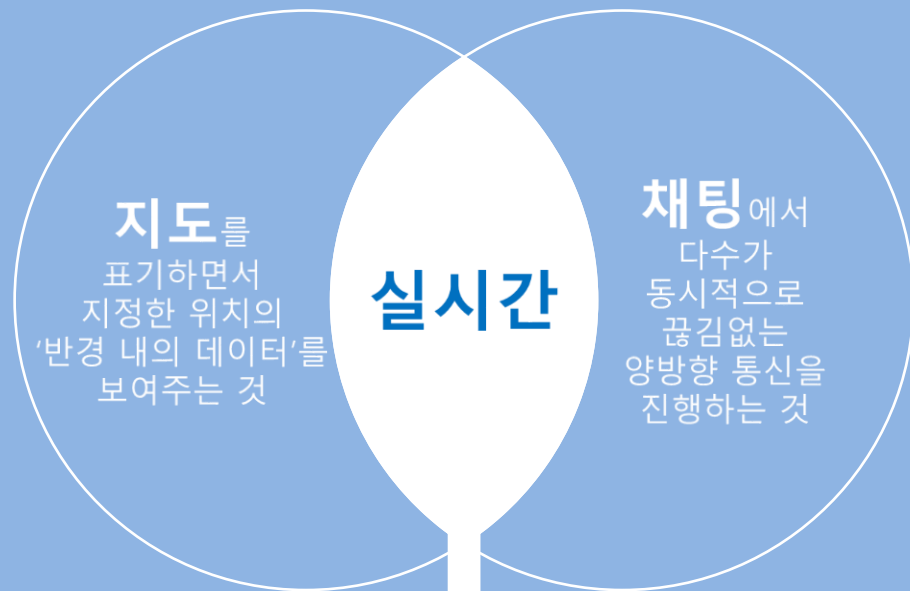 지도를
표기하면서
지정한 위치의
‘반경 내의 데이터’를
보여주는 것
실시간
채팅에서
다수가
동시적으로
끊김없는
양방향 통신을
진행하는 것